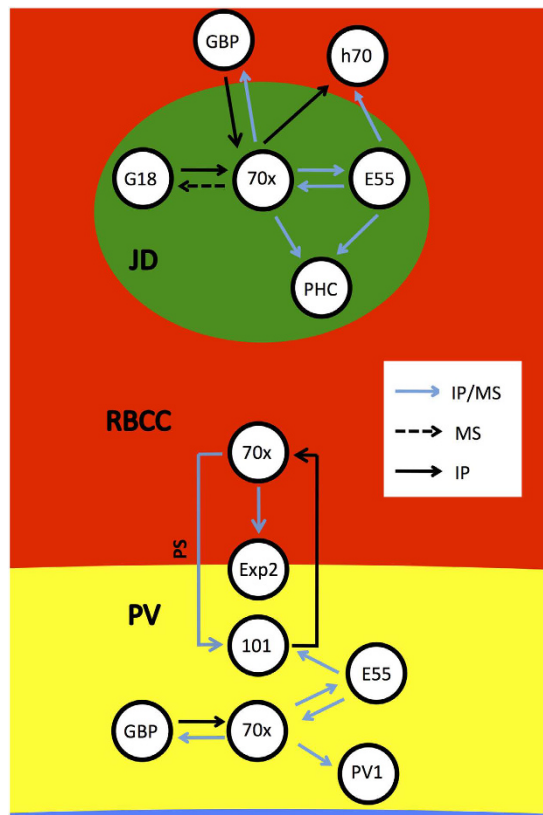 GBP
h70
G18
70x
E55
JD
PHC
IP/MS
MS
IP
RBCC
70x
PS
Exp2
PV
101
E55
GBP
70x
PV1